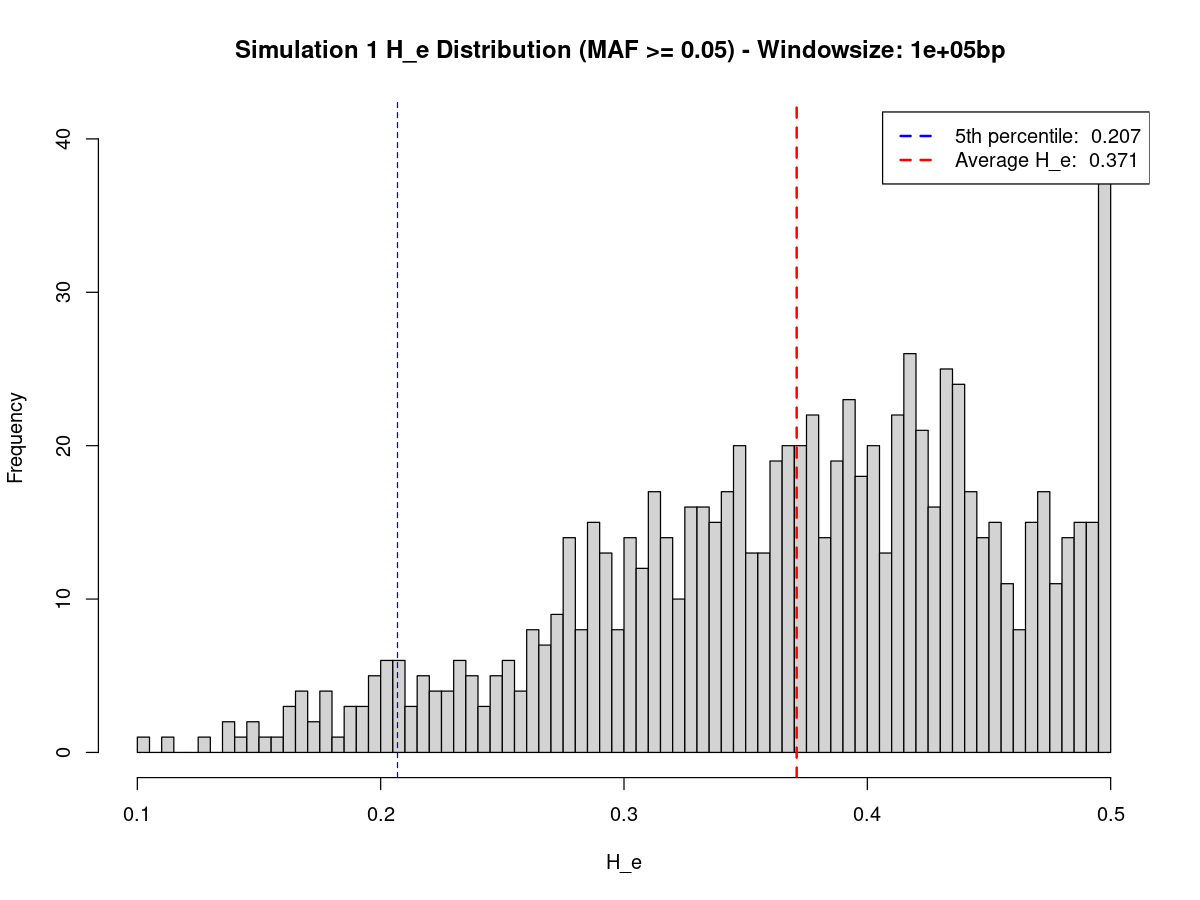 Simulation 1 H_e Distribution (MAF >= 0.05) - Windowsize: 1e+05bp
5th percentile:  0.207
Average H_e:  0.371
Frequency
40
30
20
10
0
0.1 0.2 0.3 0.4 0.5
H_e